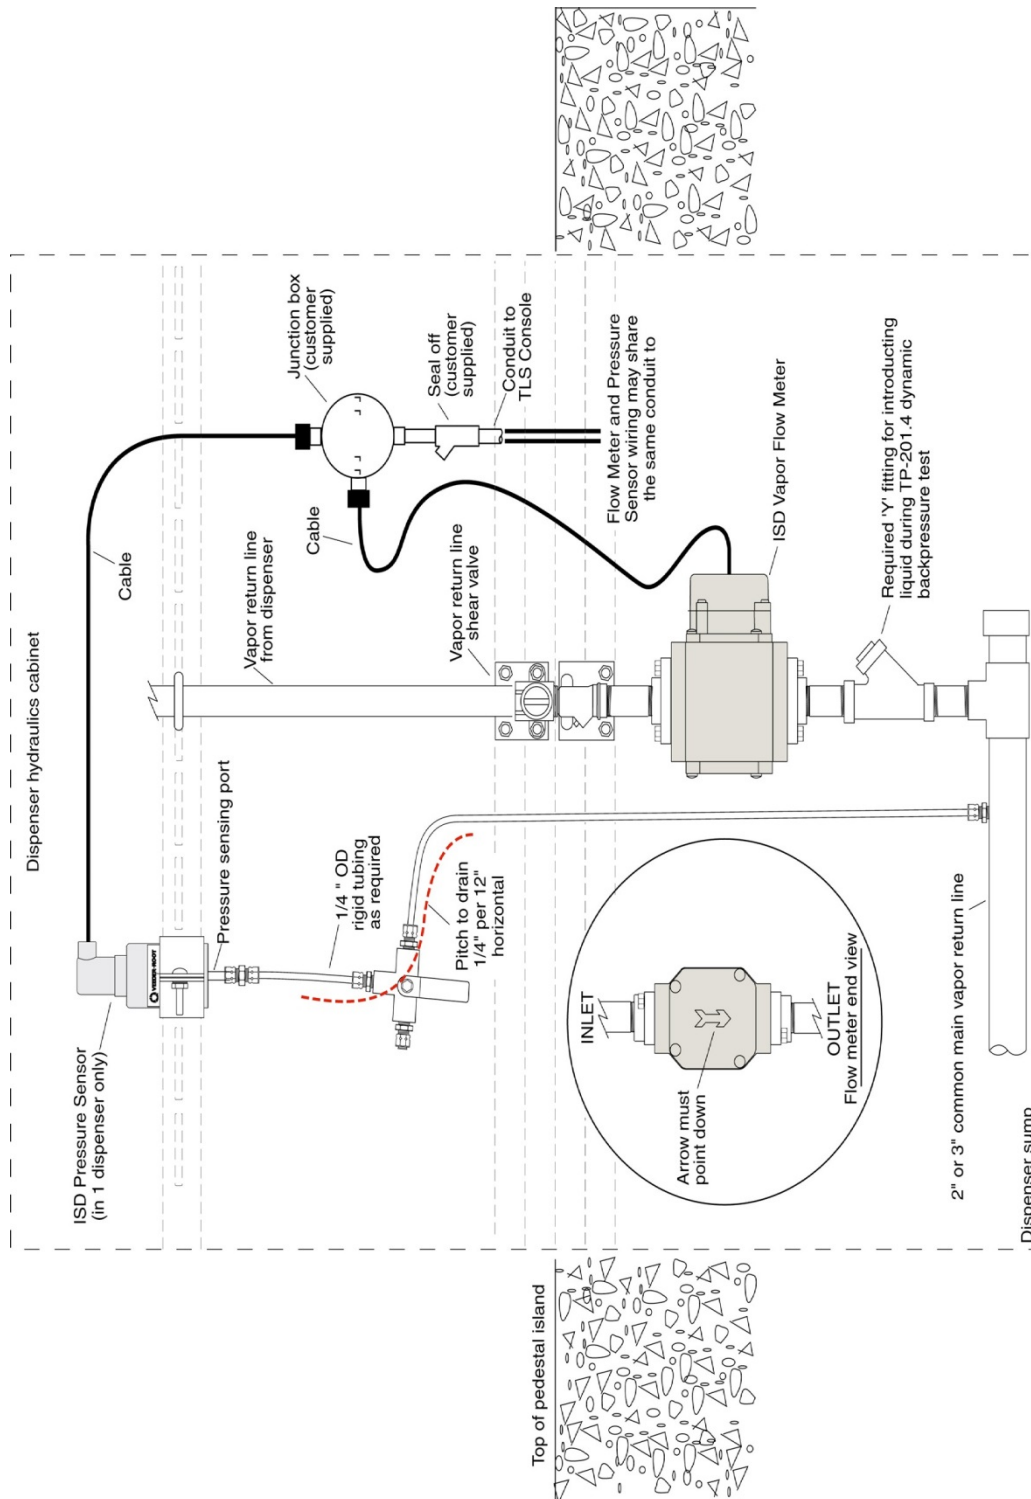 Dispenser hydraulics cabinet
ISD Pressure Sensor
(in 1 dispenser only)
VEEDER-ROOT
Cable
Pressure sensing port
Junction box
(customer
supplied)
Vapor return line
from dispenser
1/4 " OD
rigid tubing
as required
Cable
Seal off
(customer
supplied)
Vapor return line
shear valve
Conduit to
TLS Console
Pitch to drain
1/4" per 12"
horizontal
Top of pedestal island
Flow Meter and Pressure
Sensor wiring may share
the same conduit to
INLET
Arrow must
point down
OUTLET
Flow meter end view
ISD Vapor Flow Meter
Required 'Y' fitting for introducting
liquid during TP-201.4 dynamic
backpressure test
2" or 3" common main vapor return line
Dispenser sump